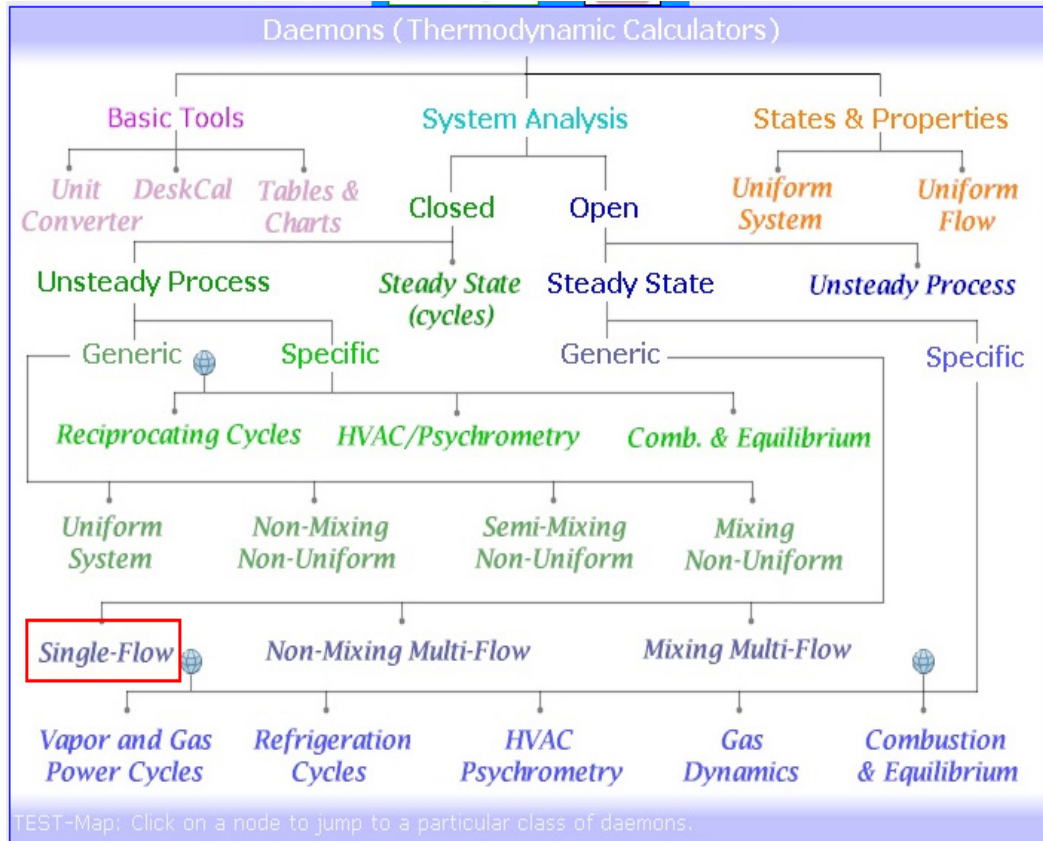 Daemons (Thermodynamic Calculators)
Basic Tools
System Analysis
States & Properties
Unit
Converter
DeskCal
Tables &
Charts
Closed
Open
Uniform
System
Uniform
Flow
Unsteady Process
Steady State
(cycles)
Steady State
Unsteady Process
Generic
Specific
Generic
Specific
Reciprocating Cycles
HVAC/Psychrometry
Comb. & Equilibrium
Uniform
System
Non-Mixing
Non-Uniform
Semi-Mixing
Non-Uniform
Mixing
Non-Uniform
Single-Flow
Non-Mixing Multi-Flow
Mixing Multi-Flow
Vapor and Gas
Power Cycles
Refrigeration
Cycles
HVAC
Psychrometry
Gas
Dynamics
Combustion
& Equilibrium
TEST-Map: Click on a node to jump to a particular class of daemons.